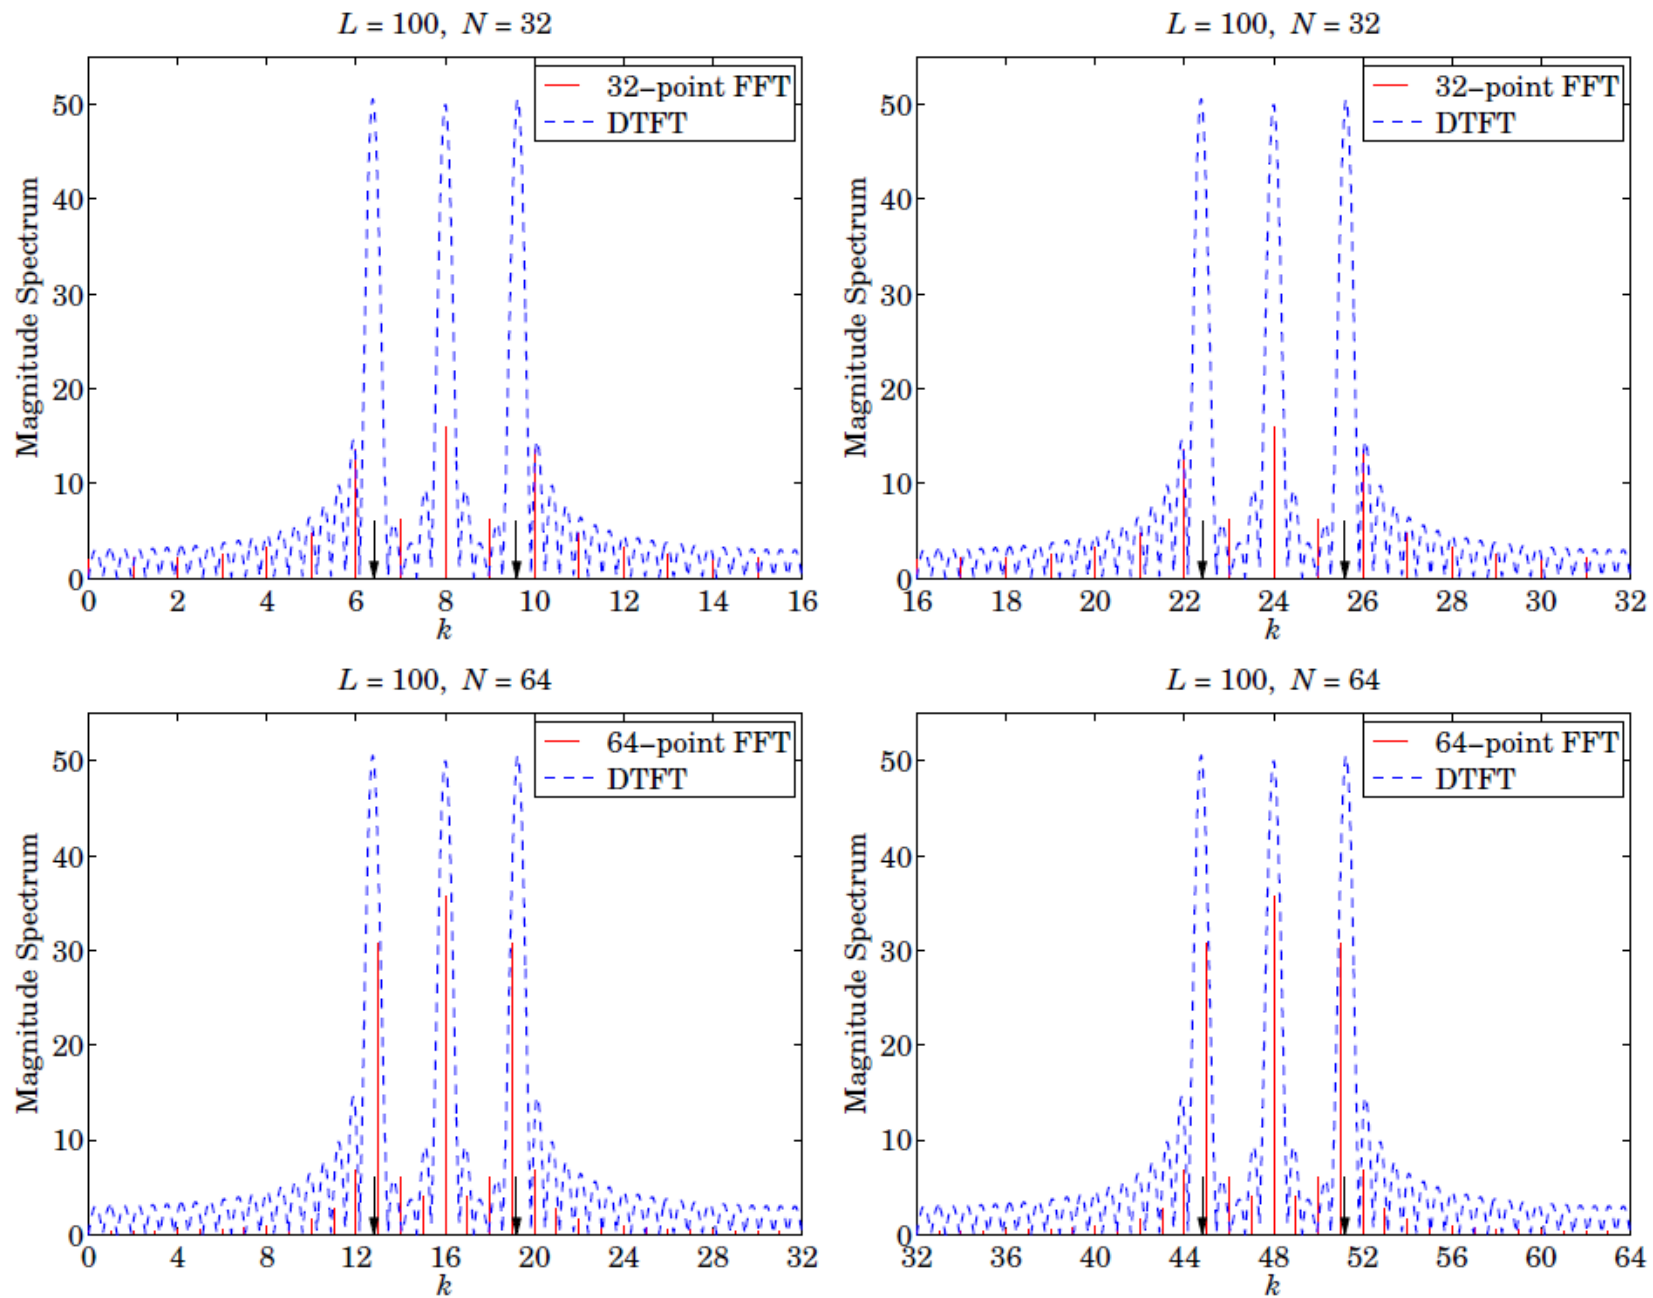 L = 100, N = 32
32–point FFT
DTFT
Magnitude Spectrum
50
40
30
20
10
0
0 2 4 6 8 10 12 14 16
k
L = 100, N = 32
32–point FFT
DTFT
Magnitude Spectrum
50
40
30
20
10
0
16 18 20 22 24 26 28 30 32
k
L = 100, N = 64
64–point FFT
DTFT
Magnitude Spectrum
50
40
30
20
10
0
0 4 8 12 16 20 24 28 32
k
L = 100, N = 64
64–point FFT
DTFT
Magnitude Spectrum
50
40
30
20
10
0
32 36 40 44 48 52 56 60 64
k